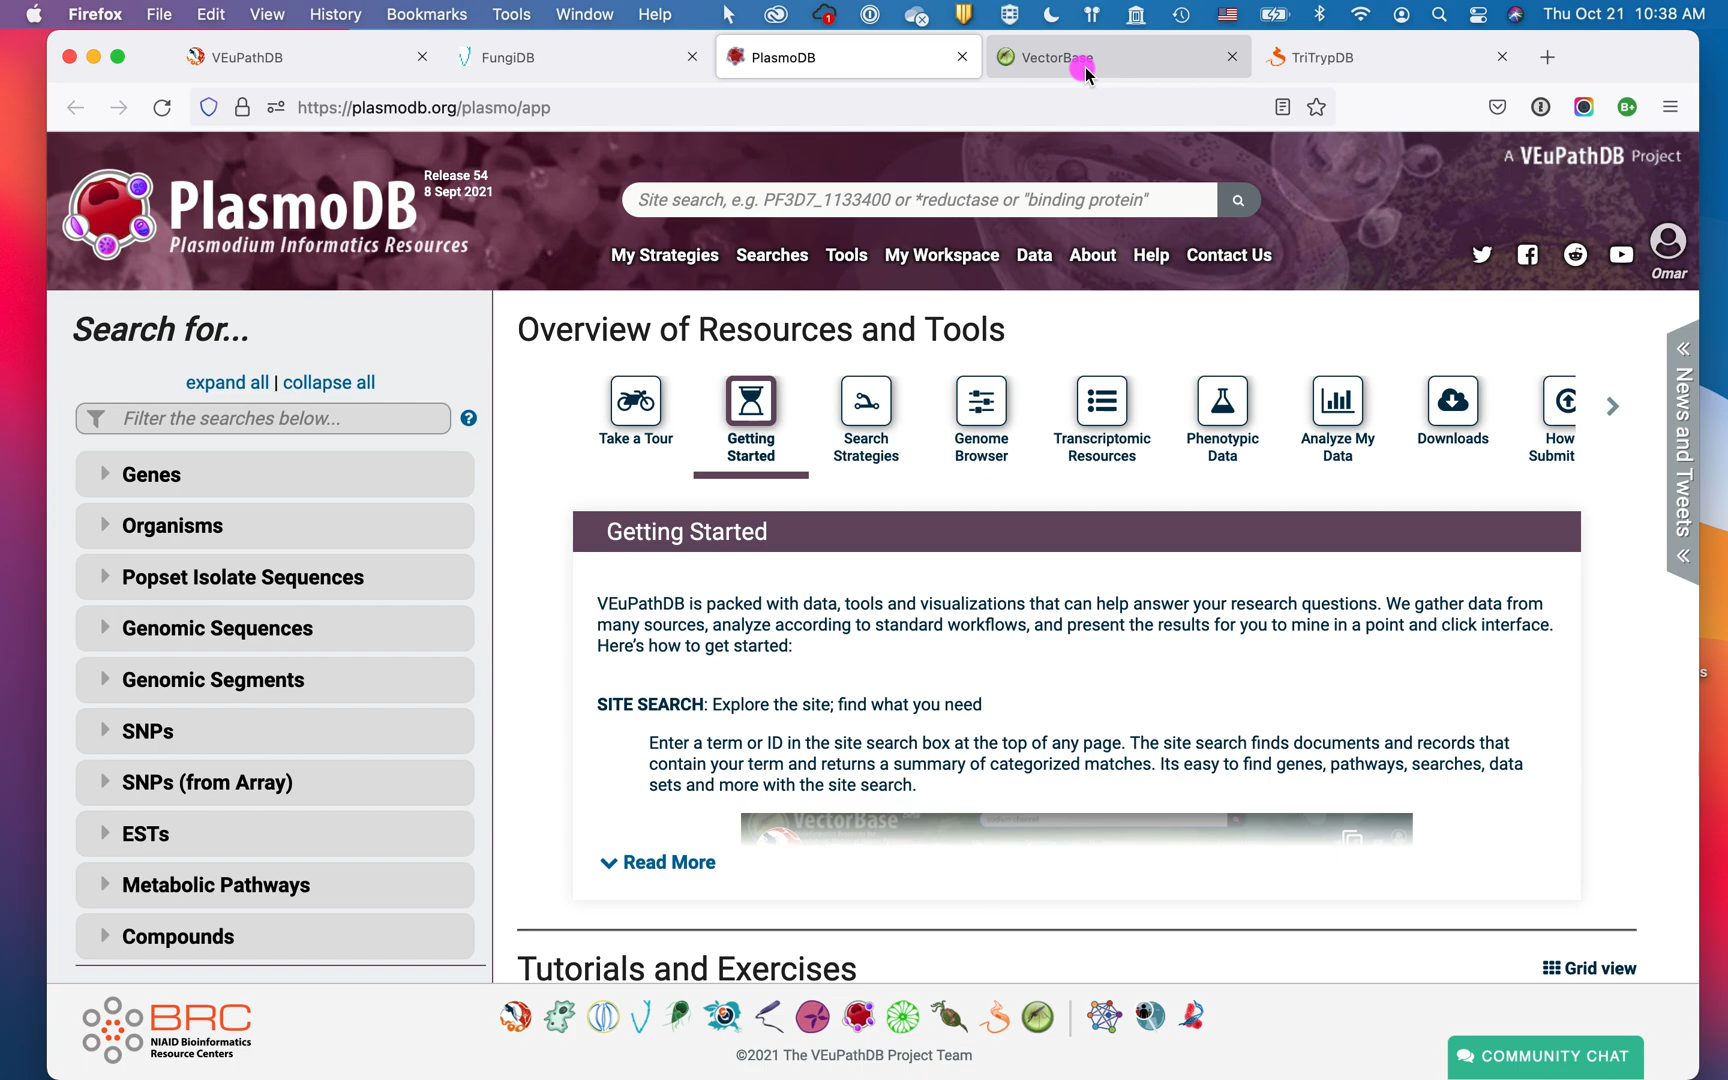 Firefox File Edit View History Bookmarks Tools Window Help
1
Thu Oct 21 10:38 AM
VEuPathDB
FungiDB
PlasmoDB
VectorBase
TriTrypDB
https://plasmodb.org/plasmo/app
B+
PlasmoDB
Plasmodium Informatics Resources
Release 54
8 Sept 2021
Site search, e.g. PF3D7_1133400 or *reductase or "binding protein"
A VEuPathDB Project
My Strategies Searches Tools My Workspace Data About Help Contact Us
Omar
Search for...
expand all | collapse all
Filter the searches below...
?
Genes
Organisms
Popset Isolate Sequences
Genomic Sequences
Genomic Segments
SNPs
SNPs (from Array)
ESTs
Metabolic Pathways
Compounds
Overview of Resources and Tools
Take a Tour
Getting Started
Search Strategies
Genome Browser
Transcriptomic Resources
Phenotypic Data
Analyze My Data
Downloads
How Submit
News and Tweets
Getting Started
VEuPathDB is packed with data, tools and visualizations that can help answer your research questions. We gather data from
many sources, analyze according to standard workflows, and present the results for you to mine in a point and click interface.
Here's how to get started:
SITE SEARCH: Explore the site; find what you need
Enter a term or ID in the site search box at the top of any page. The site search finds documents and records that
contain your term and returns a summary of categorized matches. Its easy to find genes, pathways, searches, data
sets and more with the site search.
VectorBase
Read More
Tutorials and Exercises
Grid view
BRC
NIAID Bioinformatics
Resource Centers
©2021 The VEuPathDB Project Team
COMMUNITY CHAT
s